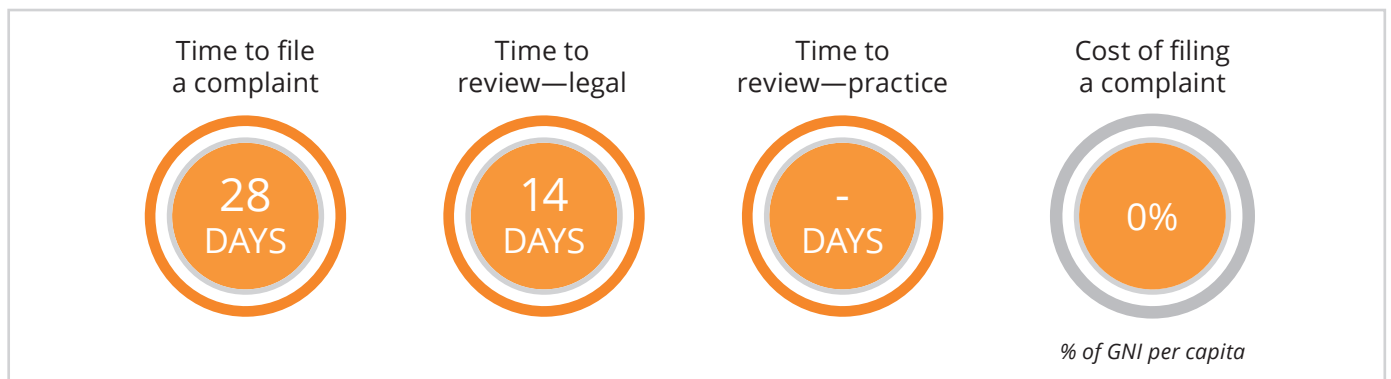 Time to file
a complaint
28
DAYS
Time to
review—legal
14
DAYS
Time to
review—practice
-
DAYS
Cost of filing
a complaint
0%
% of GNI per capita